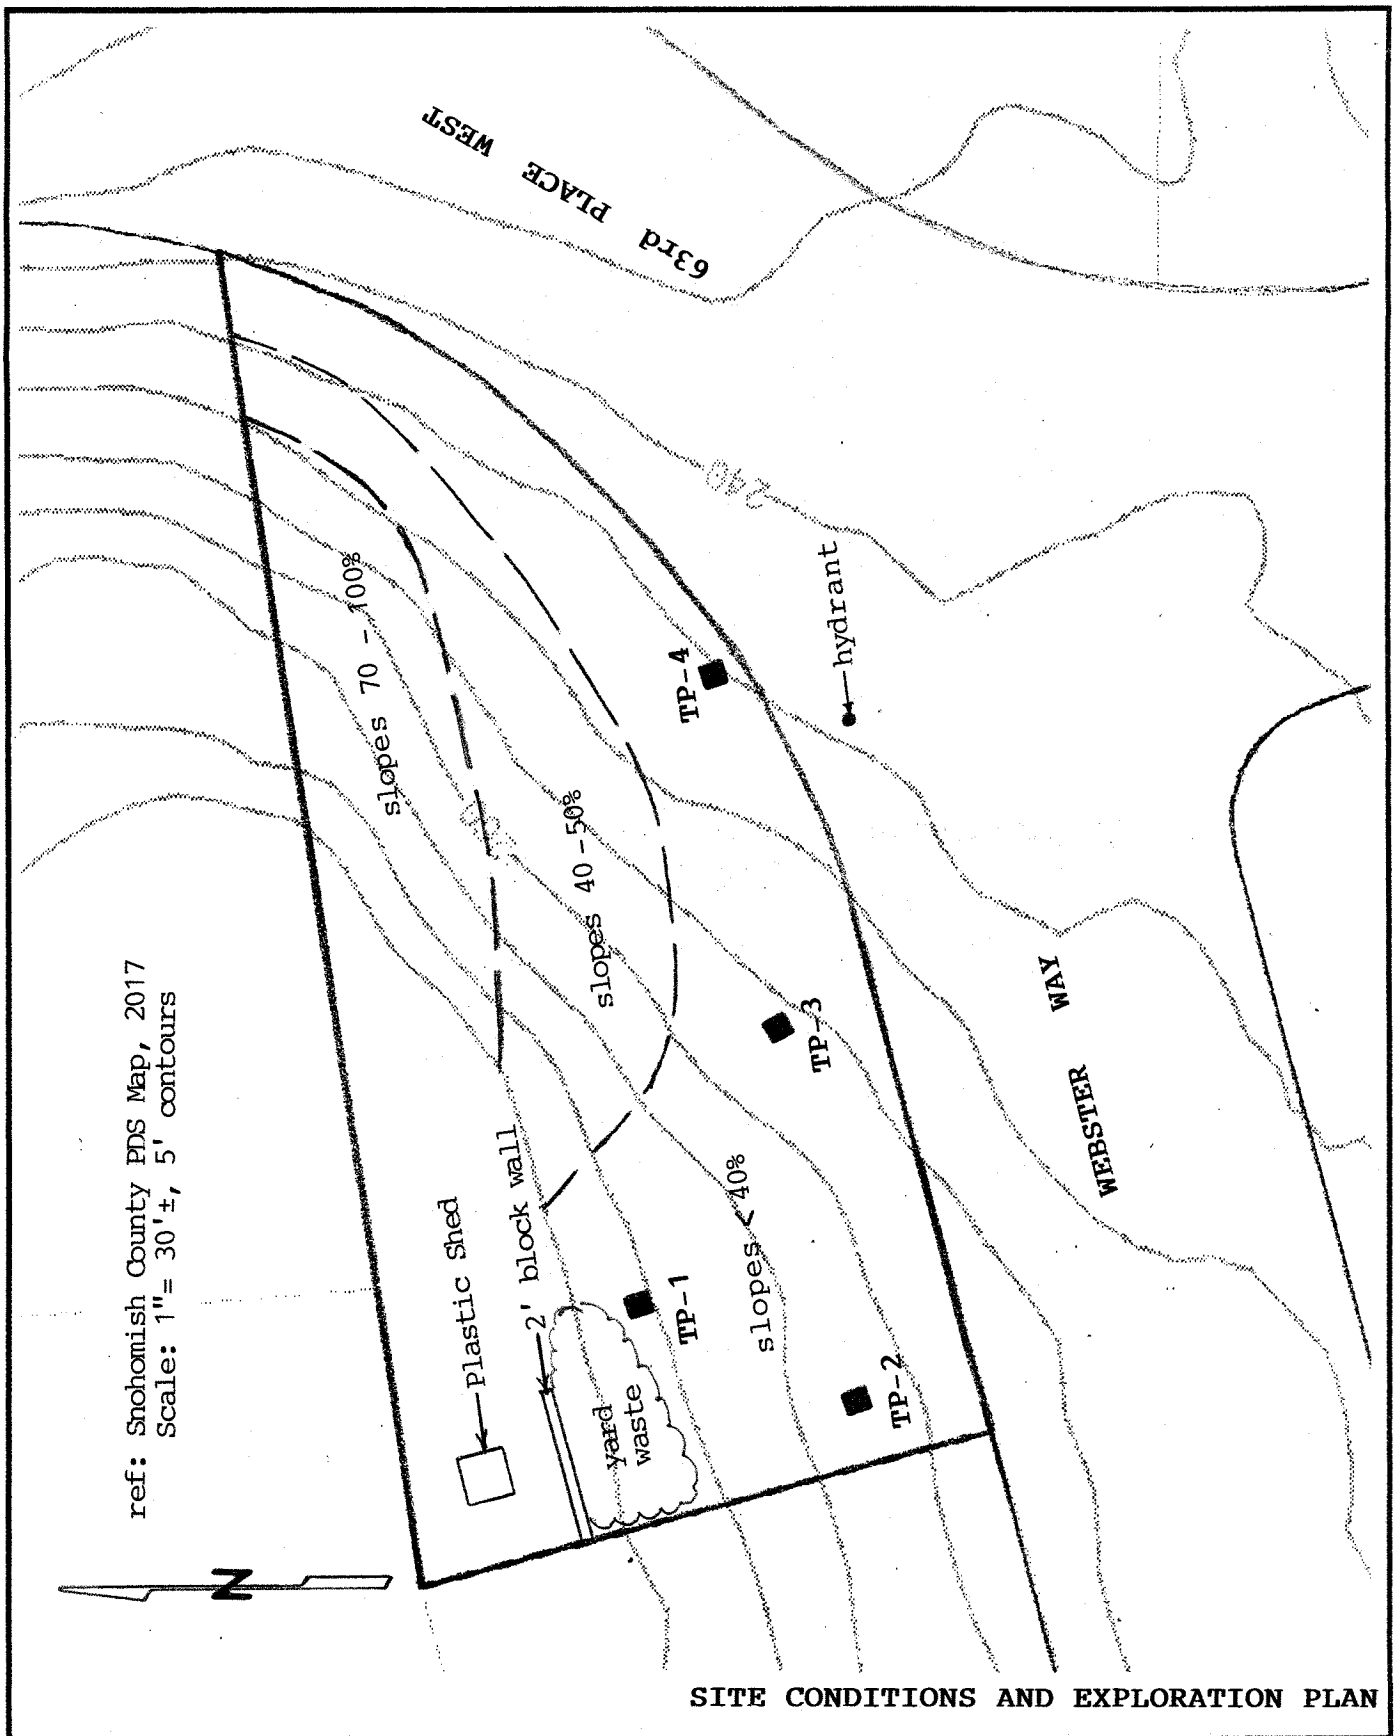 ref: Snohomish County PDS Map, 2017
Scale: 1"= 30'±, 5' contours
N
63rd PLACE WEST
240
slopes 70 - 100%
slopes 40-50%
TP-4
hydrant
TP-3
WEBSTER WAY
Plastic Shed
2' block wall
TP-1
slopes < 40%
yard
waste
TP-2
SITE CONDITIONS AND EXPLORATION PLAN